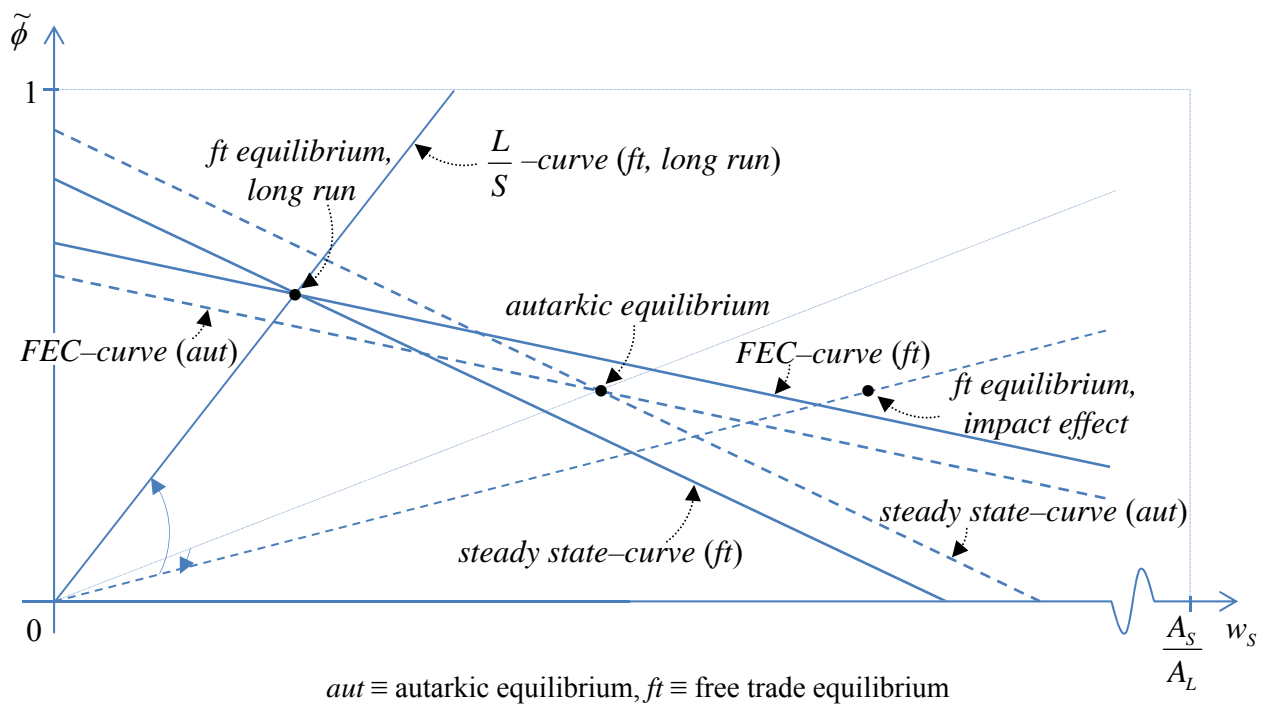 ϕ̃
1
ft equilibrium,
long run
L/S –curve (ft, long run)
autarkic equilibrium
FEC–curve (aut)
FEC–curve (ft)
ft equilibrium,
impact effect
steady state–curve (aut)
steady state–curve (ft)
0
A_S/A_L
w_S
aut ≡ autarkic equilibrium, ft ≡ free trade equilibrium